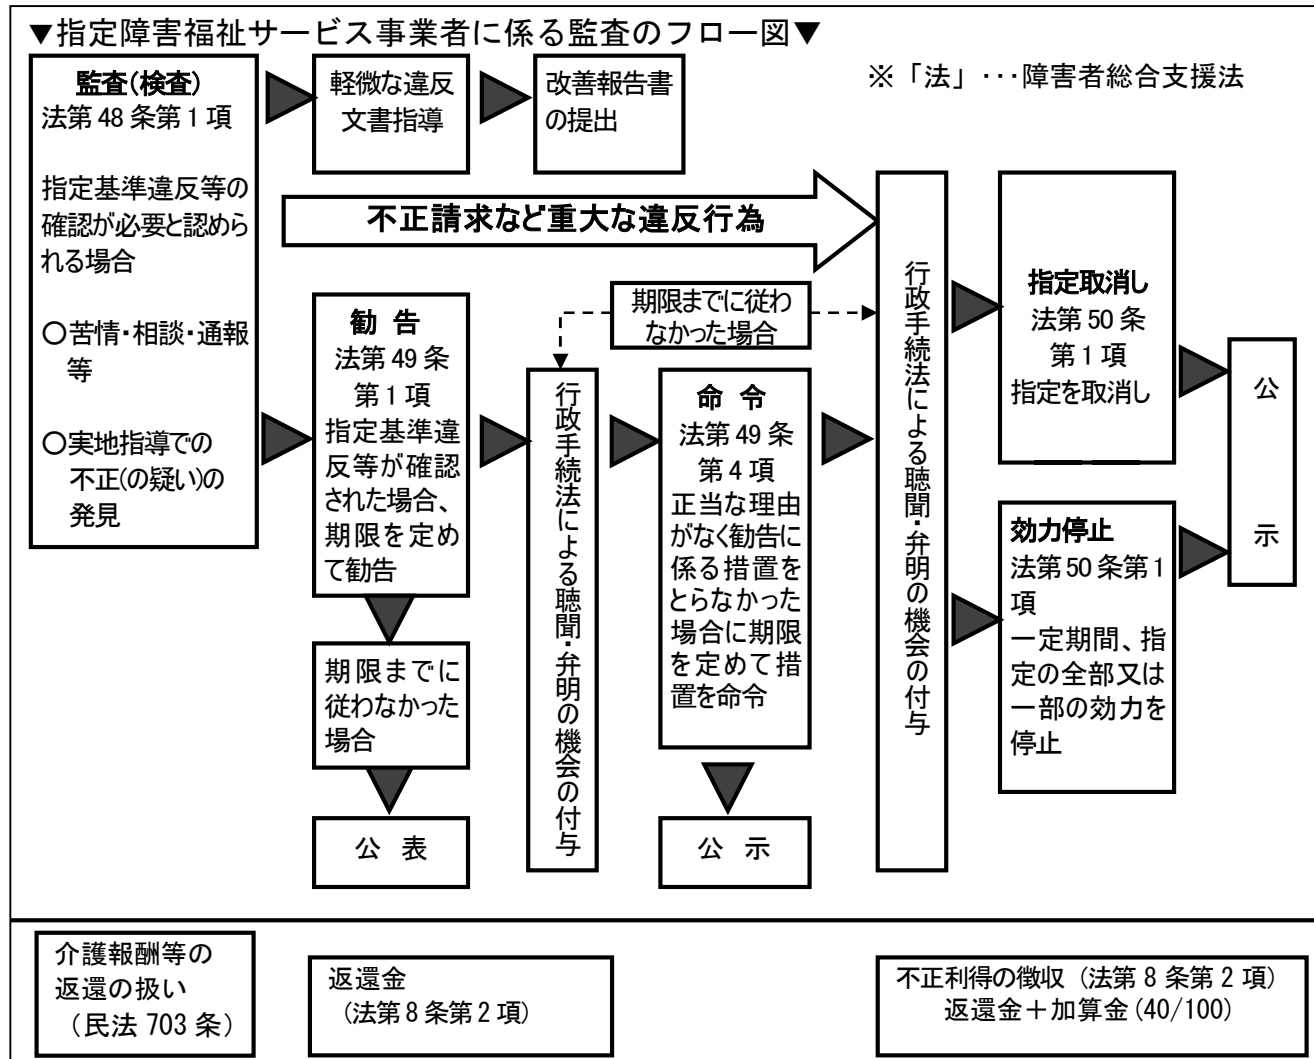 ▼指定障害福祉サービス事業者に係る監査のフロー図▼
※「法」･･･障害者総合支援法
監査(検査)
法第48条第1項
指定基準違反等の
確認が必要と認めら
れる場合
○苦情・相談・通報
等
○実地指導での
不正(の疑い)の
発見
軽微な違反
文書指導
改善報告書
の提出
不正請求など重大な違反行為
勧 告
法第49条
第1項
指定基準違
反等が確認
された場合、
期限を定め
て勧告
期限までに
従わなかった
場合
公 表
期限までに従わ
なかった場合
行政手続法による聴聞・弁明の機会の付与
命 令
法第49条
第4項
正当な理由
がなく勧告に
係る措置を
とらなかった
場合に期限
を定めて措
置を命令
公 示
行政手続法による聴聞・弁明の機会の付与
指定取消し
法第50条
第1項
指定を取消し
効力停止
法第50条第1
項
一定期間、指
定の全部又は
一部の効力を
停止
公 示
介護報酬等の
返還の扱い
（民法703条）
返還金
（法第8条第2項）
不正利得の徴収（法第8条第2項）
返還金＋加算金(40/100)